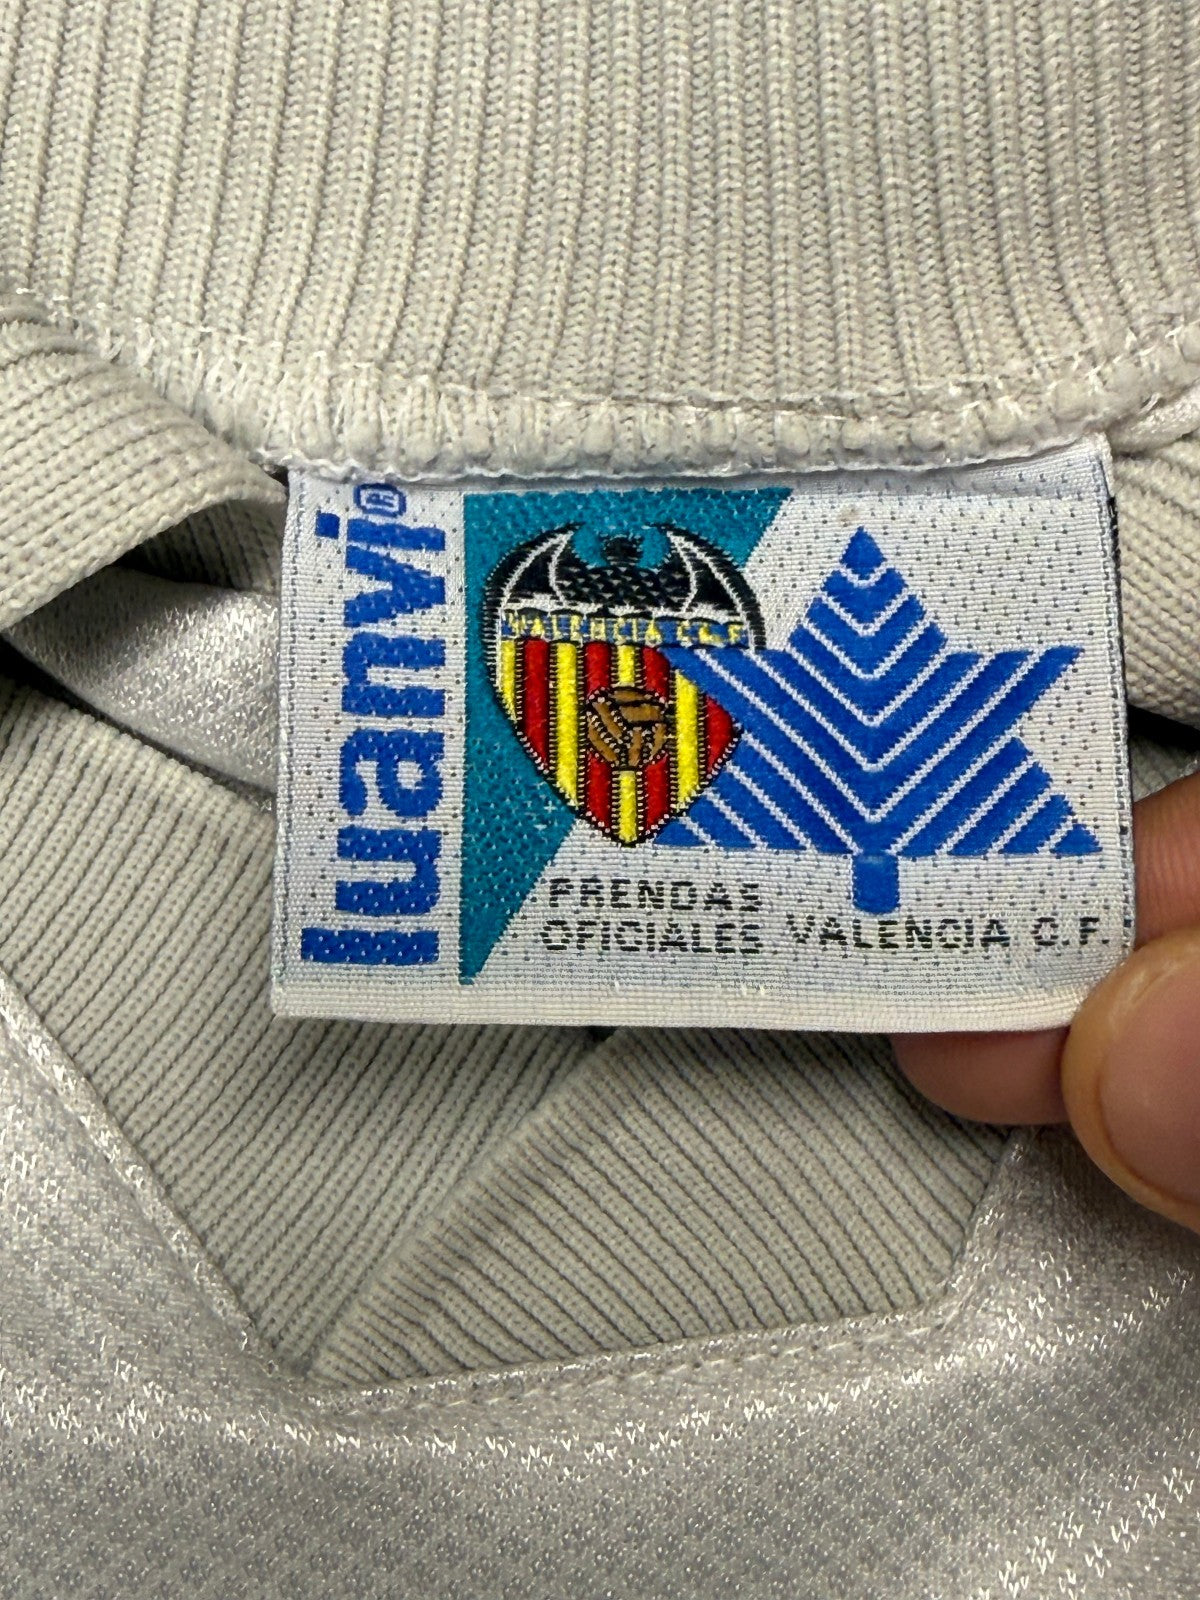 luanvi®
VALENCIA C. F.
PRENDAS
OFICIALES VALENCIA C.F.